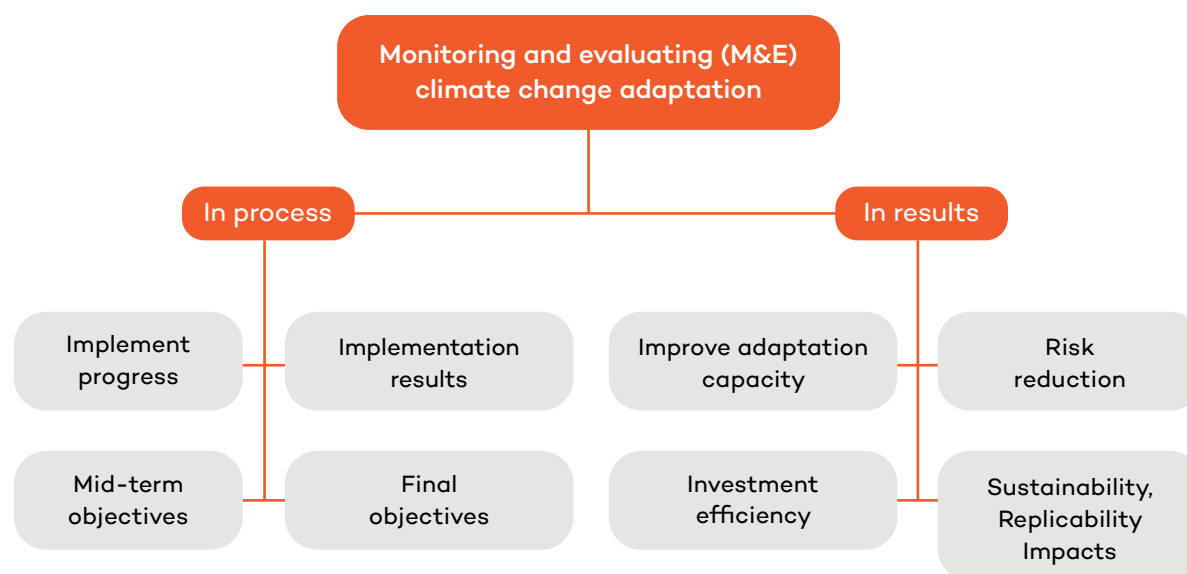 Monitoring and evaluating (M&E)
climate change adaptation
In process
In results
Implement
progress
Implementation
results
Improve adaptation
capacity
Risk
reduction
Mid-term
objectives
Final
objectives
Investment
efficiency
Sustainability,
Replicability
Impacts